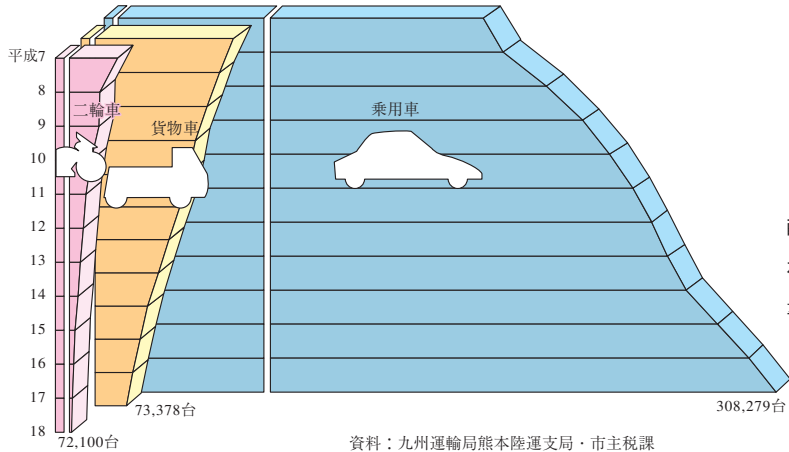 平成7
8
9
10
11
12
13
14
15
16
17
18
二輪車
貨物車
乗用車
72,100台
73,378台
308,279台
資料：九州運輸局熊本陸運支局・市主税課